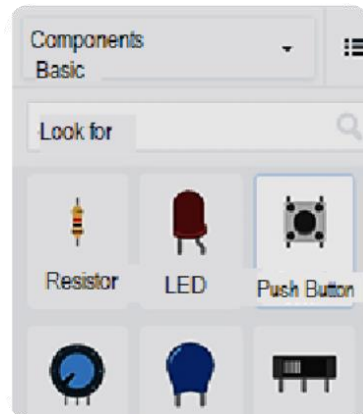 Components
Basic
Look for
Resistor
LED
Push Button